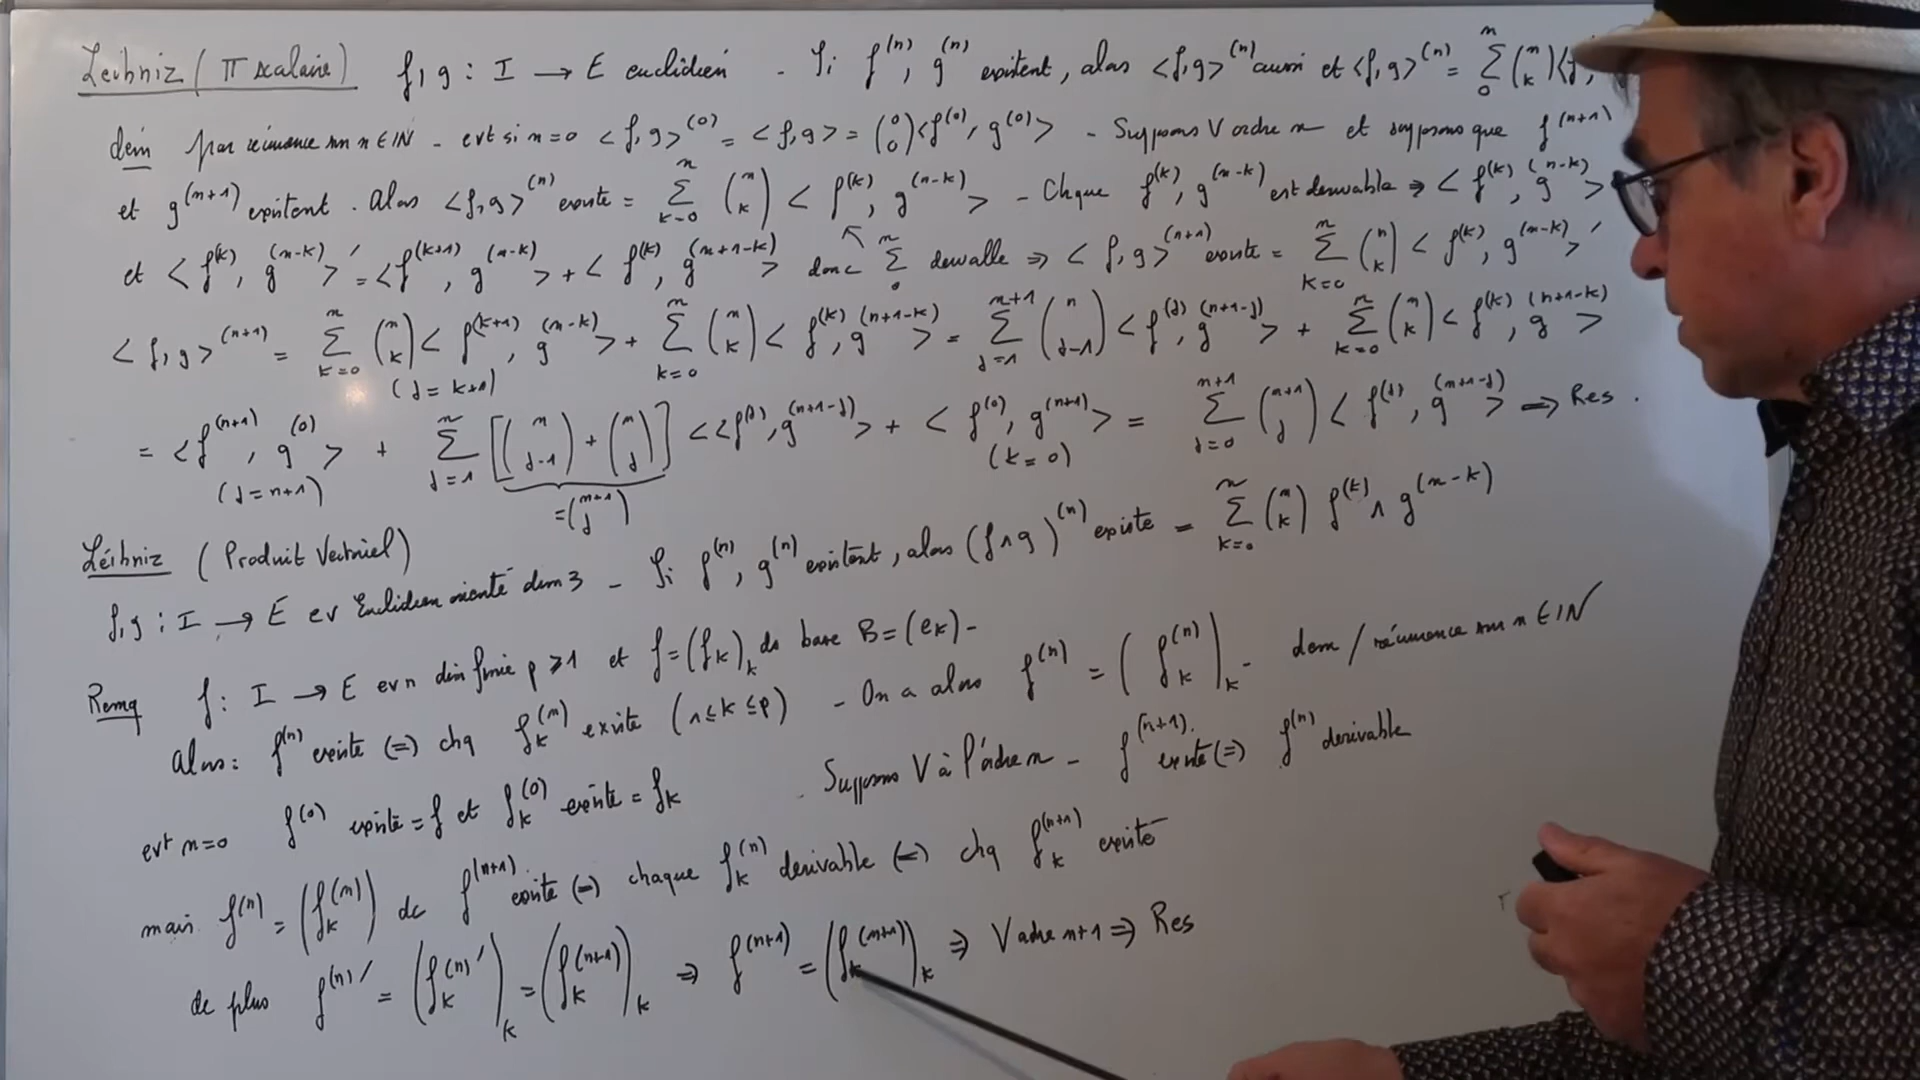 Leibniz (π scalaire) f, g : I → E euclidien - Si f^(n), g^(n) existent, alors <f,g>^(n) aussi et <f,g>^(n) = Σ_0^n (n k) <f,
dém par récurrence sur n ∈ IN - evt si n=0 <f,g>^(0) = <f,g> = (0 0) <f^(0), g^(0)> - Supposons V ordre n et supposons que f^(n+1)
et g^(n+1) existent. Alors <f,g>^(n) existe = Σ_{k=0}^n (n k) <f^(k), g^(n-k)> - Chque f^(k), g^(n-k) est derivable ⇒ <f^(k), g^(n-k)>
et <f^(k), g^(n-k)>' = <f^(k+1), g^(n-k)> + <f^(k), g^(n+1-k)> donc Σ_0^n derivable ⇒ <f,g>^(n+1) existe = Σ_{k=0}^n (n k) <f^(k), g^(n-k)>'
<f,g>^(n+1) = Σ_{k=0}^n (n k) <f^(k+1), g^(n-k)> + Σ_{k=0}^n (n k) <f^(k), g^(n+1-k)> = Σ_{j=1}^{n+1} (n j-1) <f^(j), g^(n+1-j)> + Σ_{k=0}^n (n k) <f^(k), g^(n+1-k)>
(j = k+1)
= <f^(n+1), g^(0)> + Σ_{j=1}^n [(n j-1) + (n j)] <<f^(j), g^(n+1-j)> + <f^(0), g^(n+1)> = Σ_{j=0}^{n+1} (n+1 j) <f^(j), g^(n+1-j)> ⇒ Res.
(j = n+1) = (n+1 j) (k = 0)
Leibniz (Produit Vectoriel)
f, g : I → E ev Euclidien orienté dim 3 - Si f^(n), g^(n) existent, alors (f∧g)^(n) existe = Σ_{k=0}^n (n k) f^(k) ∧ g^(n-k)
Remq f : I → E evn dim finie p ⩾ 1 et f = (f_k)_k ds base B = (e_k) -
Alors : f^(n) existe (=) chq f_k^(n) existe (1 ≤ k ≤ p) - On a alors f^(n) = (f_k^(n))_k - dem / récurrence sur n ∈ IN
evt n=0 f^(0) existe = f et f_k^(0) existe = f_k - Supposons V à l'ordre n - f^(n+1) existe (=) f^(n) derivable
mais f^(n) = (f_k^(n)) dc f^(n+1) existe (=) chaque f_k^(n) derivable (=) chq f_k^(n+1) existe
de plus f^(n)' = (f_k^(n)')_k = (f_k^(n+1))_k ⇒ f^(n+1) = (f_k^(n+1))_k ⇒ V ordre n+1 ⇒ Res